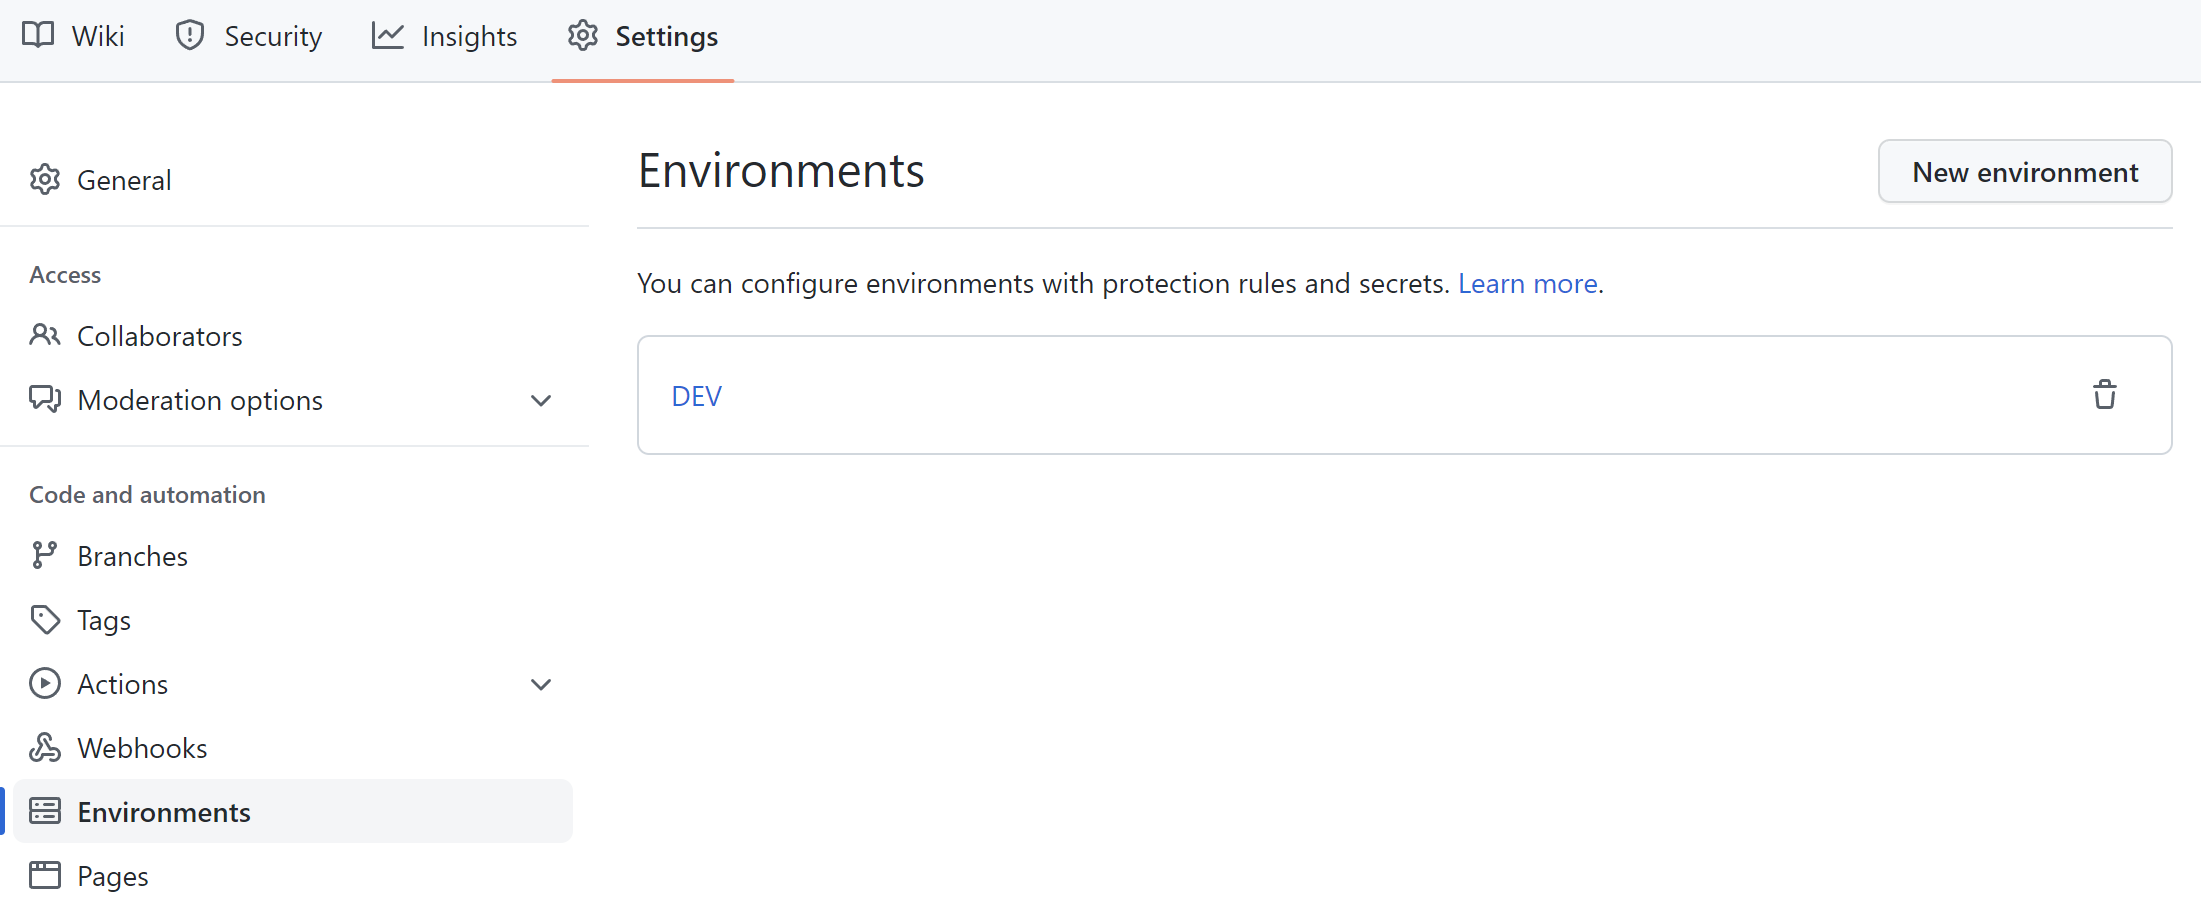 Wiki Security Insights Settings
General
Access
Collaborators
Moderation options
Code and automation
Branches
Tags
Actions
Webhooks
Environments
Pages
Environments
New environment
You can configure environments with protection rules and secrets. Learn more.
DEV